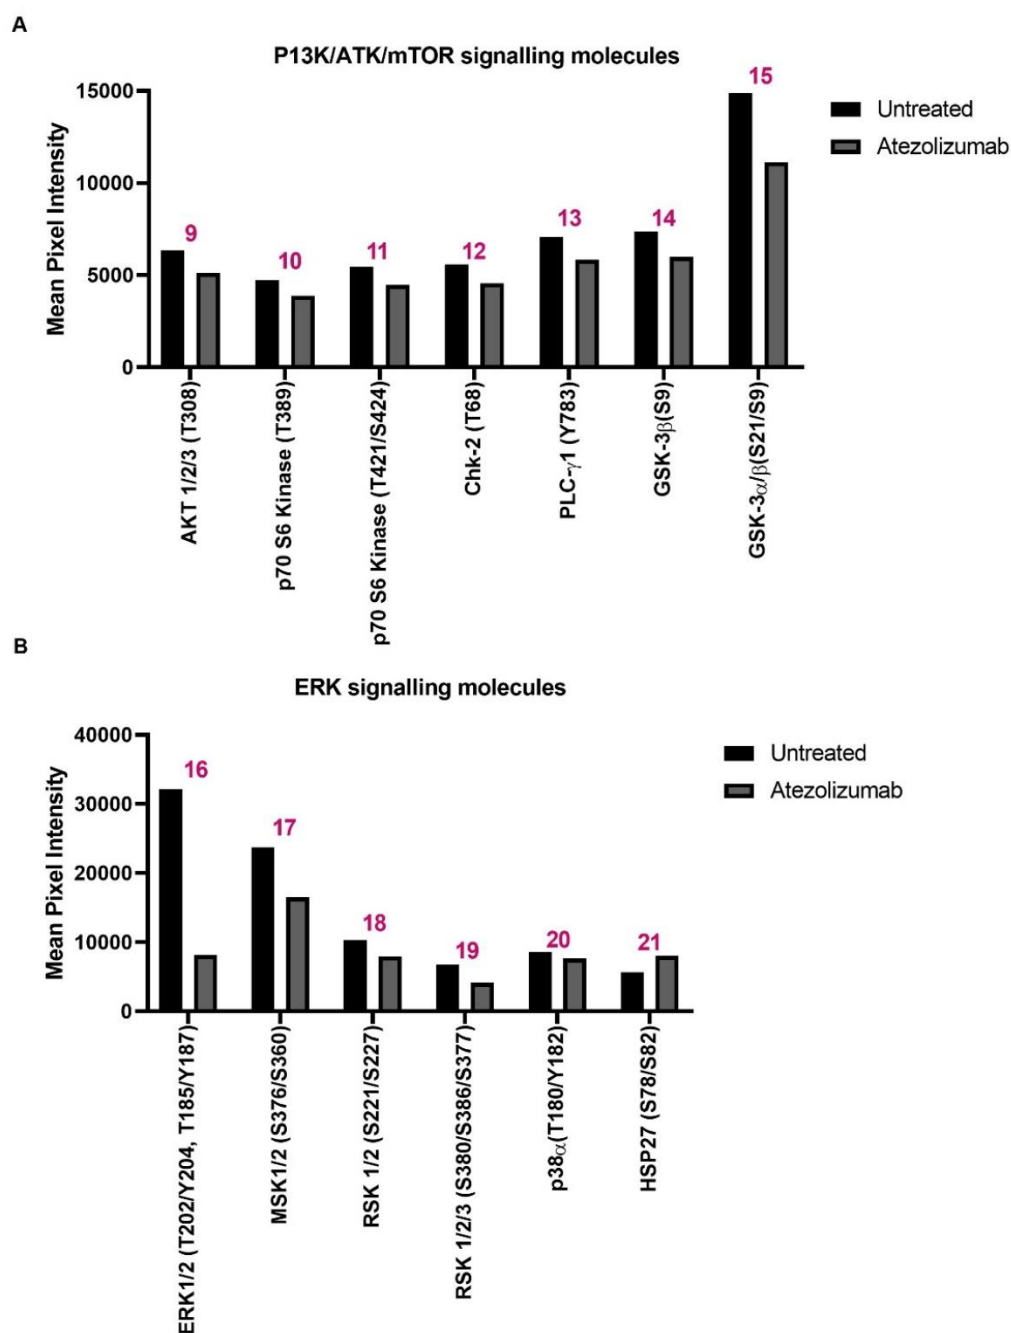 A
P13K/ATK/mTOR signalling molecules
Mean Pixel Intensity
15000
10000
5000
0
9
10
11
12
13
14
15
Untreated
Atezolizumab
AKT 1/2/3 (T308)
p70 S6 Kinase (T389)
p70 S6 Kinase (T421/S424)
Chk-2 (T68)
PLC-γ1 (Y783)
GSK-3β(S9)
GSK-3α/β(S21/S9)
B
ERK signalling molecules
Mean Pixel Intensity
40000
30000
20000
10000
0
16
17
18
19
20
21
Untreated
Atezolizumab
ERK1/2 (T202/Y204, T185/Y187)
MSK1/2 (S376/S360)
RSK 1/2 (S221/S227)
RSK 1/2/3 (S380/S386/S377)
p38α(T180/Y182)
HSP27 (S78/S82)